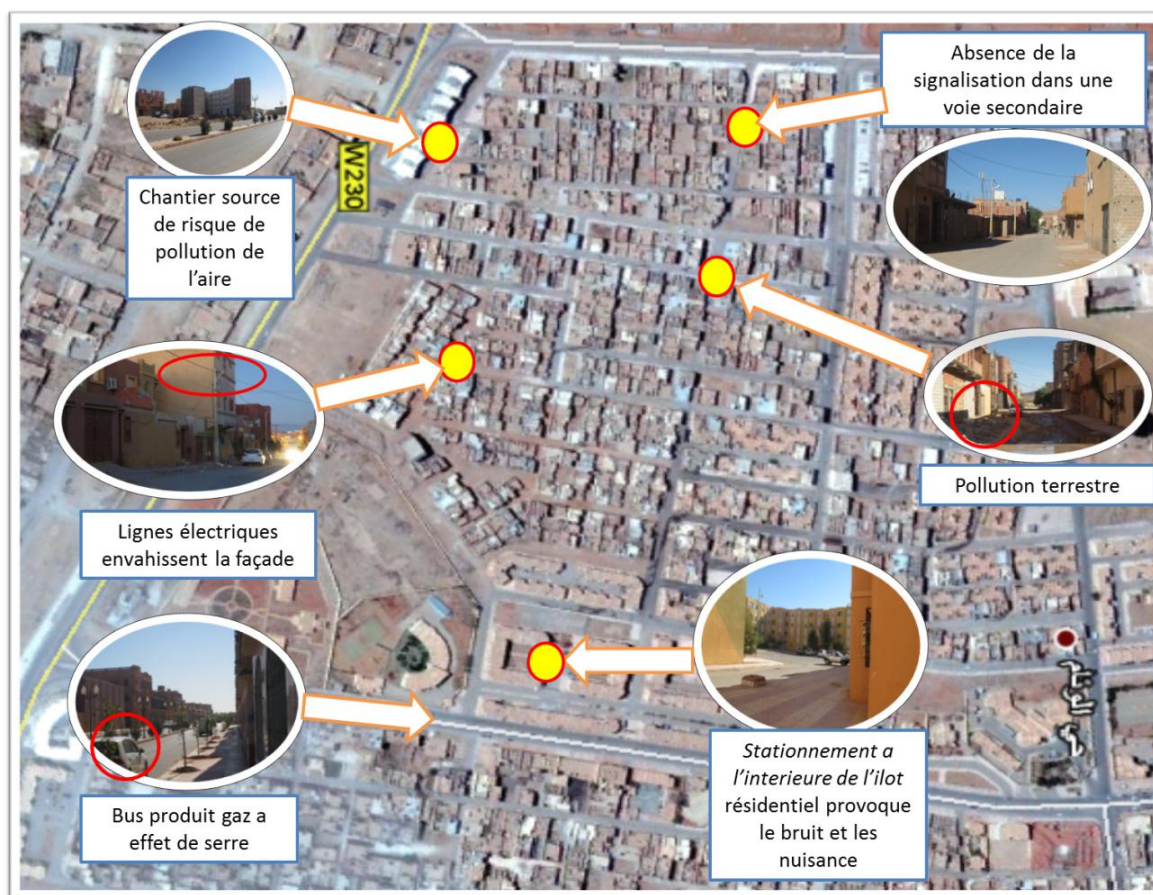 Absence de la
signalisation dans une
voie secondaire
W230
Chantier source
de risque de
pollution de
l'aire
Pollution terrestre
Lignes électriques
envahissent la façade
حي الوفاق
Stationnement a
l'interieure de l'ilot
résidentiel provoque
le bruit et les
nuisance
Bus produit gaz a
effet de serre